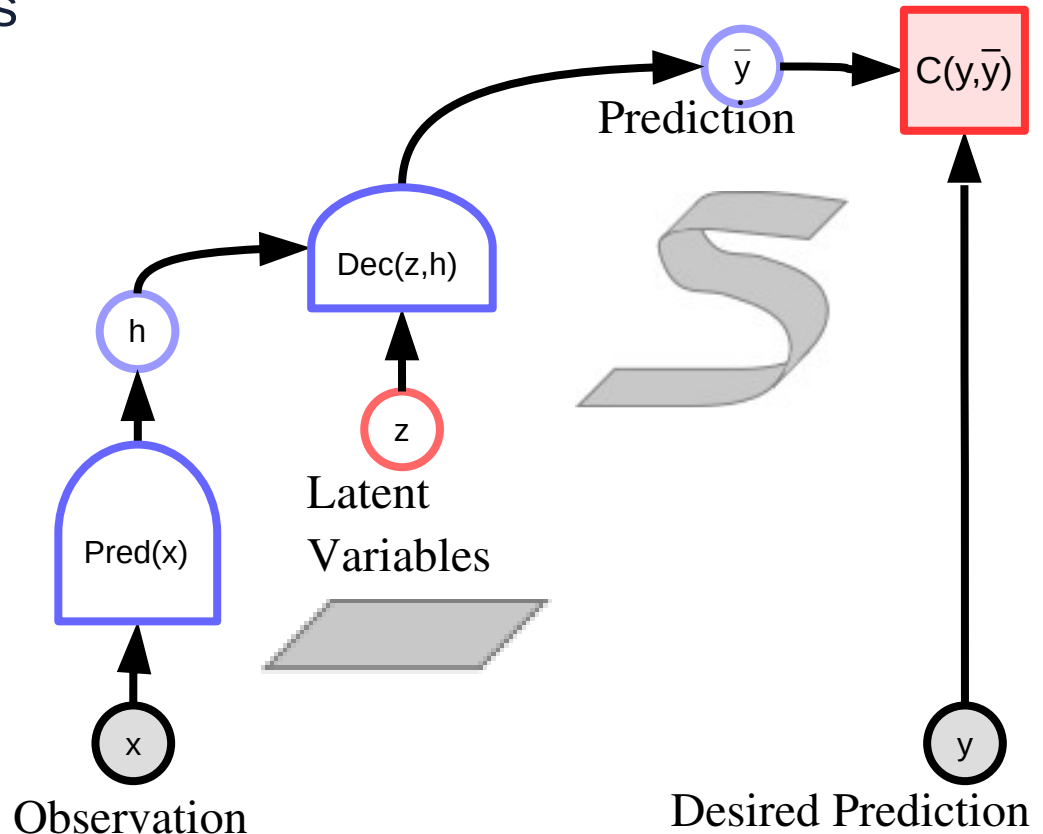 s
ȳ
C(y,ȳ)
Prediction
Dec(z,h)
h
z
Latent
Variables
Pred(x)
x
y
Observation
Desired Prediction